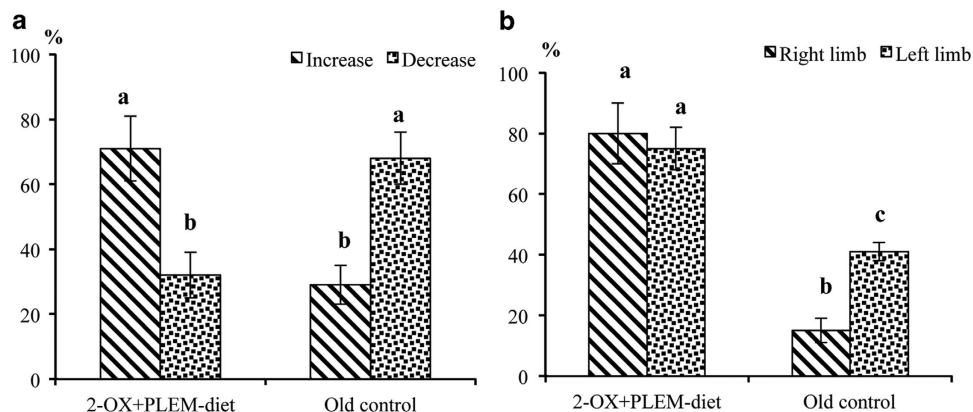 a
%
100
80
60
40
20
0
Increase Decrease
a
b
b
a
2-OX+PLEM-diet Old control
b
%
100
80
60
40
20
0
Right limb Left limb
a
a
b
c
2-OX+PLEM-diet Old control